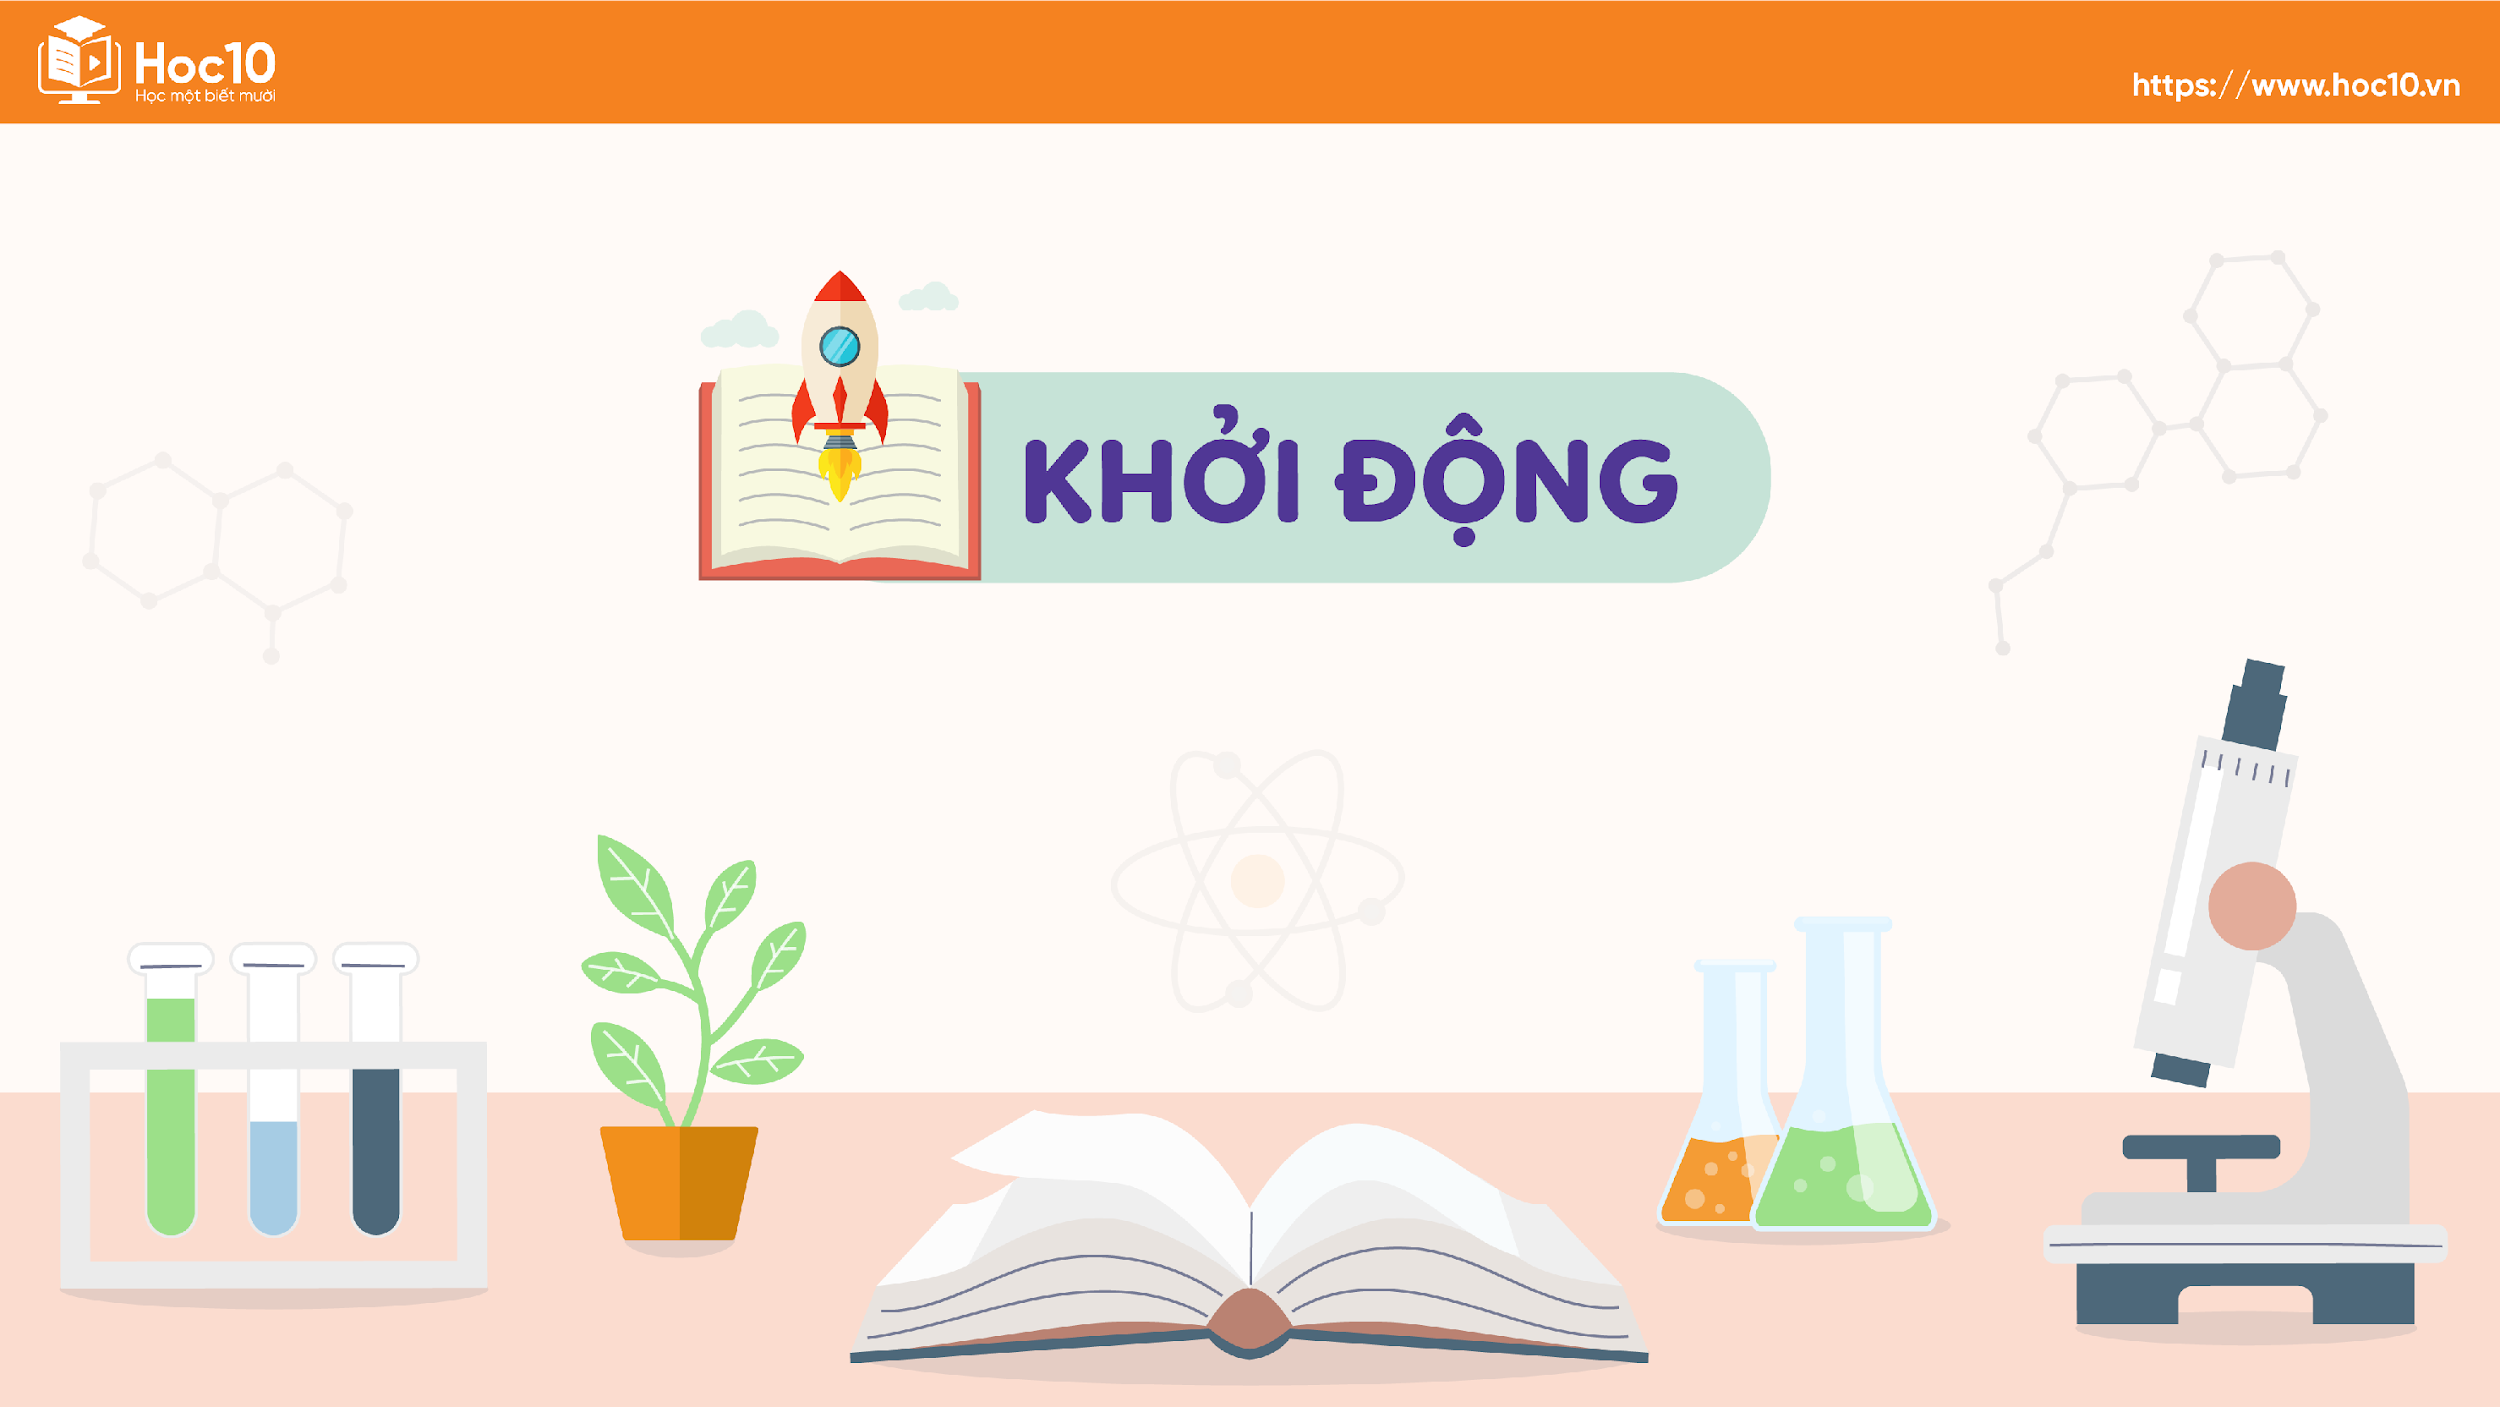 Hoc10
Học một biết mười
https://www.hoc10.vn
KHỞI ĐỘNG